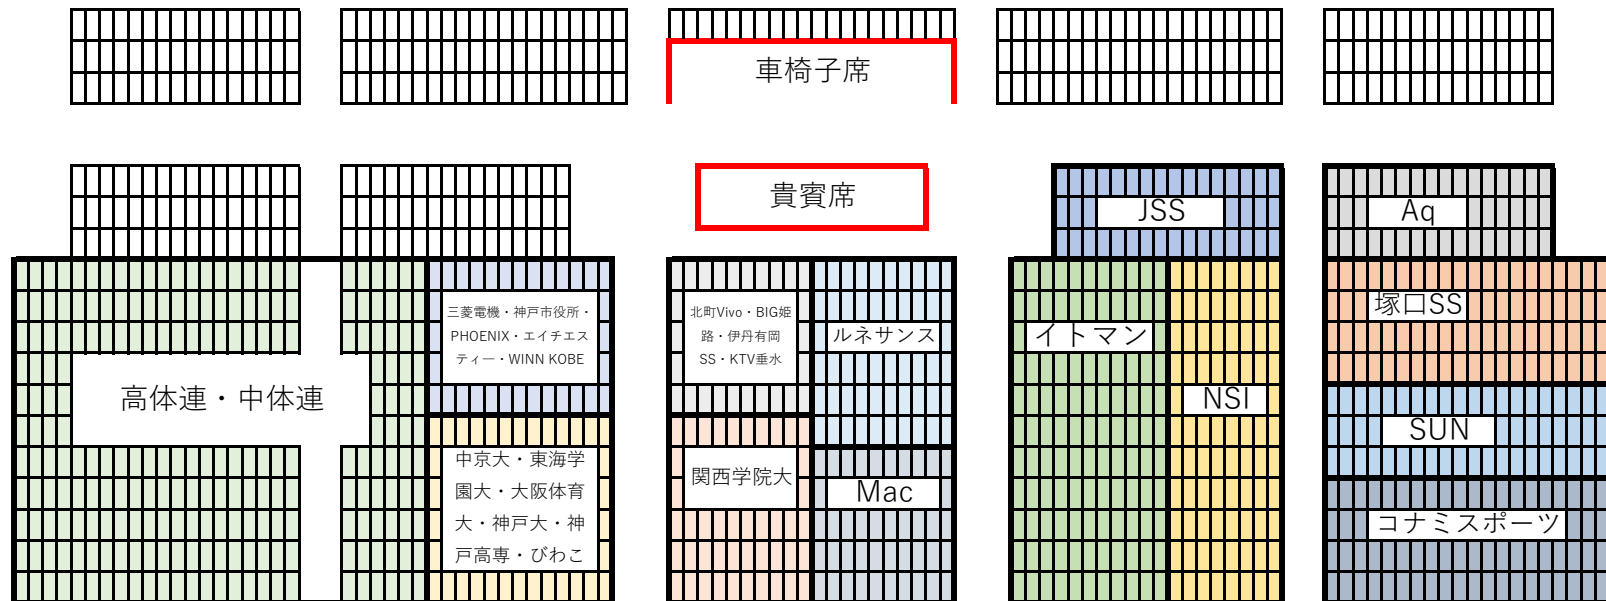 車椅子席
貴賓席
JSS
Aq
三菱電機・神戸市役所・
PHOENIX・エイチエス
ティー・WINN KOBE
北町Vivo・BIG姫
路・伊丹有岡
SS・KTV垂水
ルネサンス
イトマン
塚口SS
高体連・中体連
NSI
SUN
中京大・東海学
園大・大阪体育
大・神戸大・神
戸高専・びわこ
関西学院大
Mac
コナミスポーツ